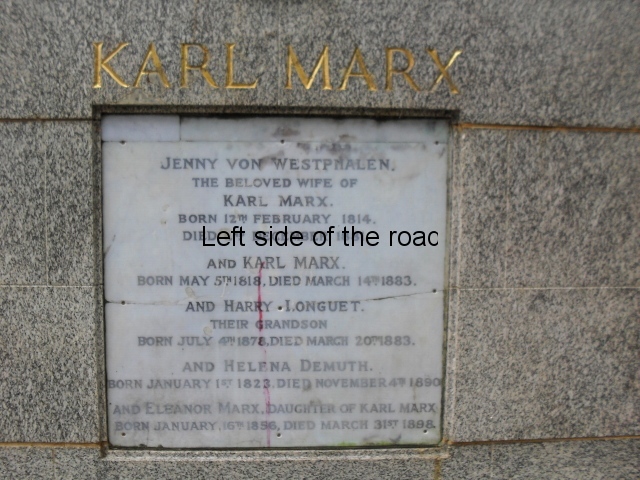 KARL MARX
JENNY VON WESTPHALEN.
THE BELOVED WIFE OF
KARL MARX.
BORN 12TH FEBRUARY 1814.
DIED
Left side of the road
AND KARL MARX.
BORN MAY 5TH 1818. DIED MARCH 14TH 1883.
AND HARRY LONGUET.
THEIR GRANDSON
BORN JULY 4TH 1878. DIED MARCH 20TH 1883.
AND HELENA DEMUTH.
BORN JANUARY 1ST 1823. DIED NOVEMBER 4TH 1890
AND ELEANOR MARX, DAUGHTER OF KARL MARX
BORN JANUARY, 16TH 1856, DIED MARCH 31ST 1898.